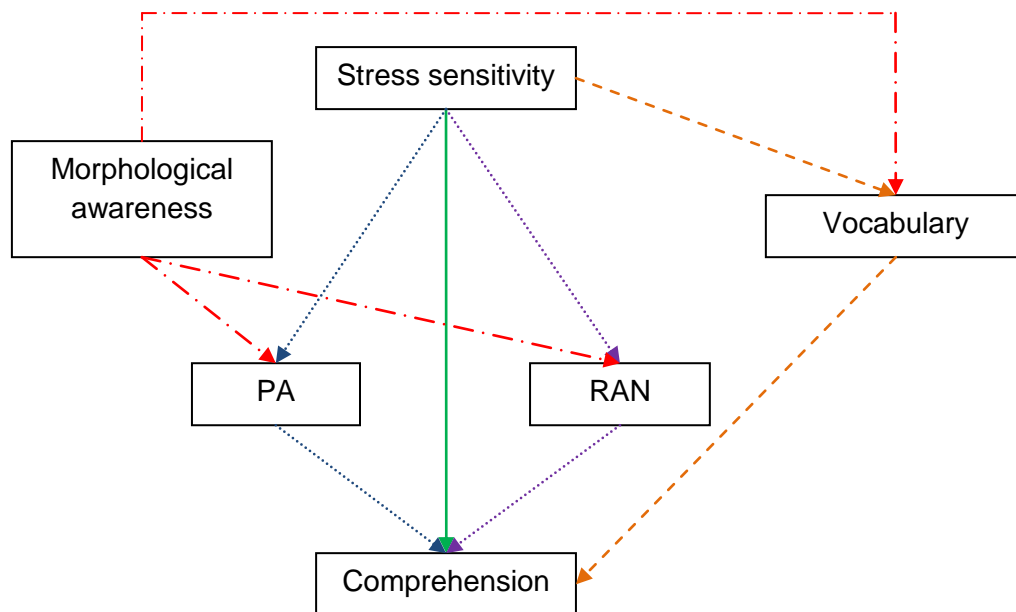 Stress sensitivity
Morphological
awareness
Vocabulary
PA
RAN
Comprehension